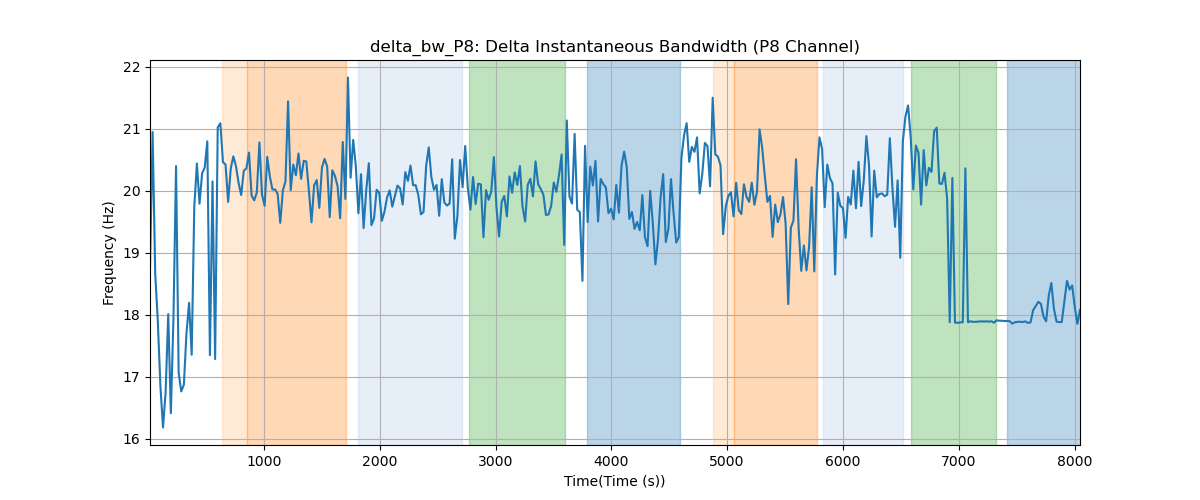 delta_bw_P8: Delta Instantaneous Bandwidth (P8 Channel)
22
21
20
19
18
17
16
Frequency (Hz)
1000 2000 3000 4000 5000 6000 7000 8000
Time(Time (s))